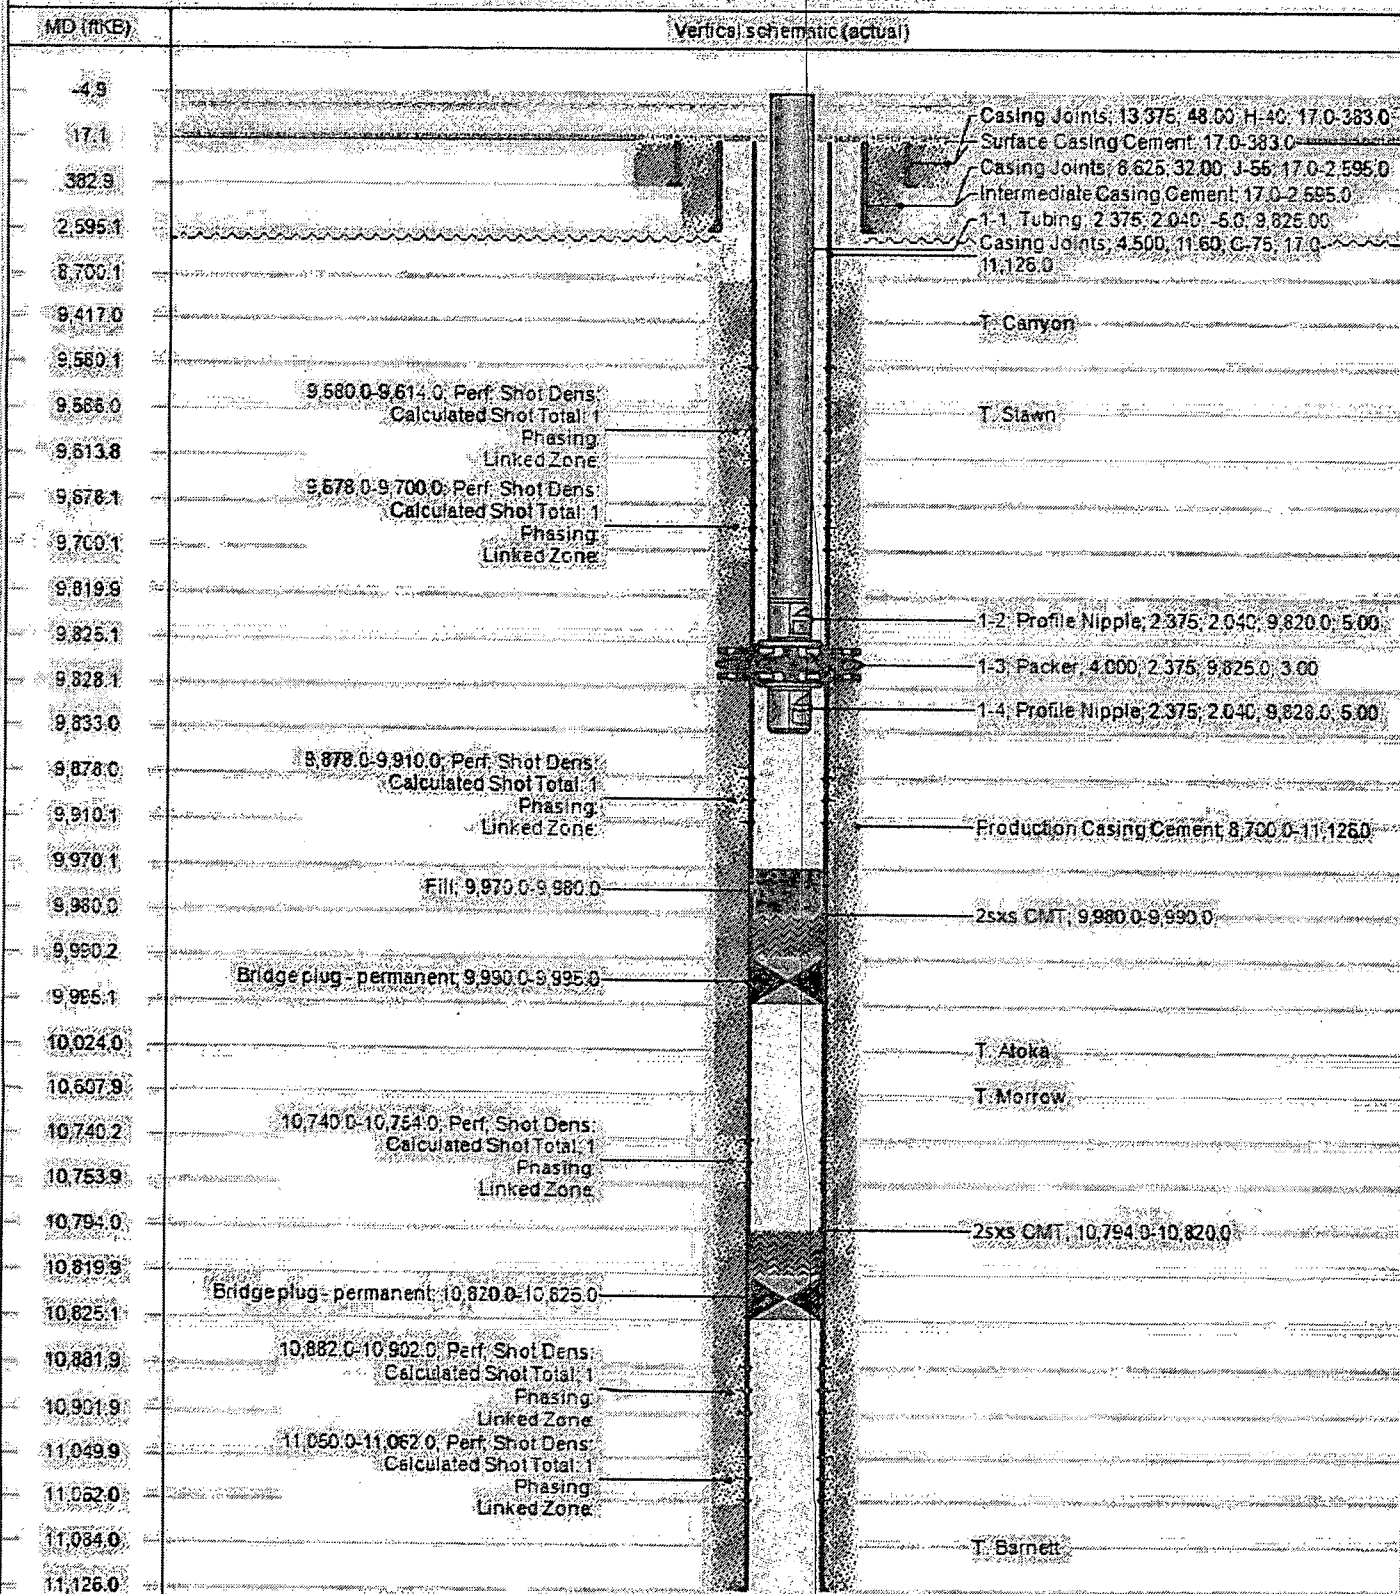 MD (ftKB)
Vertical schematic (actual)
-4.9
17.1
382.9
2,595.1
8,700.1
9,417.0
9,580.1
9,586.0
9,613.8
9,678.1
9,700.1
9,819.9
9,825.1
9,828.1
9,833.0
9,878.0
9,910.1
9,970.1
9,980.0
9,990.2
9,995.1
10,024.0
10,607.9
10,740.2
10,753.9
10,794.0
10,819.9
10,825.1
10,881.9
10,901.9
11,049.9
11,062.0
11,084.0
11,126.0
9,580.0-9,614.0; Perf; Shot Dens:
Calculated Shot Total: 1
Phasing:
Linked Zone:
9,678.0-9,700.0; Perf; Shot Dens:
Calculated Shot Total: 1
Phasing:
Linked Zone:
9,878.0-9,910.0; Perf; Shot Dens:
Calculated Shot Total: 1
Phasing:
Linked Zone:
Fill; 9,970.0-9,980.0
Bridge plug - permanent; 9,990.0-9,995.0
10,740.0-10,754.0; Perf; Shot Dens:
Calculated Shot Total: 1
Phasing:
Linked Zone:
Bridge plug - permanent; 10,820.0-10,825.0
10,882.0-10,902.0; Perf; Shot Dens:
Calculated Shot Total: 1
Phasing:
Linked Zone:
11,050.0-11,062.0; Perf; Shot Dens:
Calculated Shot Total: 1
Phasing:
Linked Zone:
Casing Joints; 13.375; 48.00; H-40; 17.0-383.0
Surface Casing Cement; 17.0-383.0
Casing Joints; 8.625; 32.00; J-55; 17.0-2,595.0
Intermediate Casing Cement; 17.0-2,595.0
1-1; Tubing; 2.375; 2.040; -5.0; 9,825.00
Casing Joints; 4.500; 11.60; C-75; 17.0-
11,126.0
T. Canyon
T. Stawn
1-2; Profile Nipple; 2.375; 2.040; 9,820.0; 5.00
1-3; Packer; 4.000; 2.375; 9,825.0; 3.00
1-4; Profile Nipple; 2.375; 2.040; 9,828.0; 5.00
Production Casing Cement; 8,700.0-11,126.0
2sxs CMT; 9,980.0-9,990.0
T. Atoka
T. Morrow
2sxs CMT; 10,794.0-10,820.0
T. Barnett